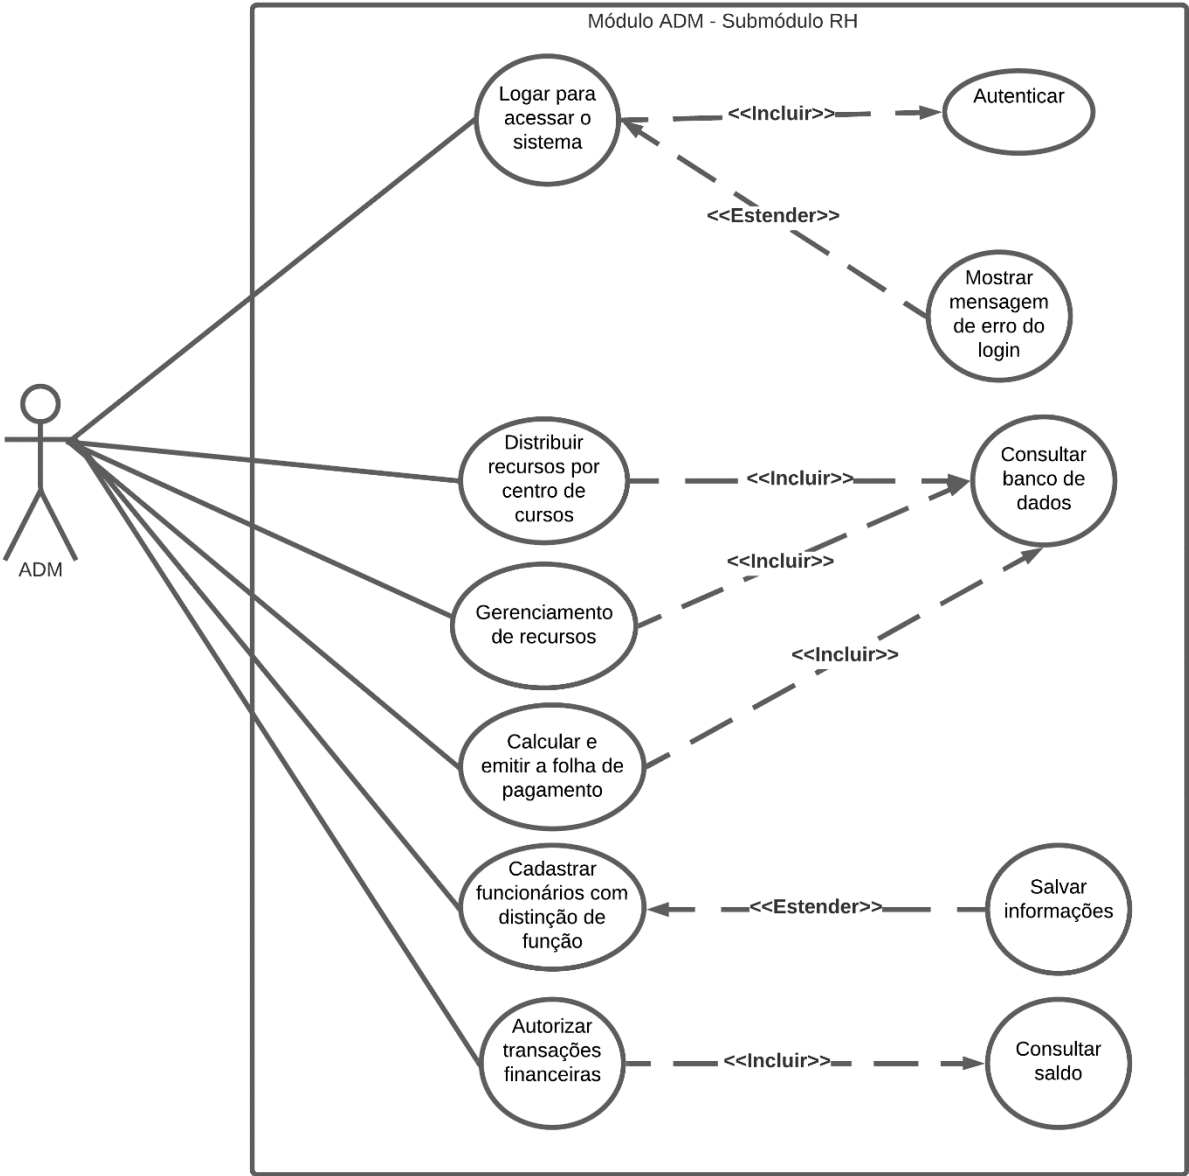 Módulo ADM - Submódulo RH
Logar para
acessar o
sistema
<<Incluir>>
Autenticar
<<Estender>>
Mostrar
mensagem
de erro do
login
ADM
Distribuir
recursos por
centro de
cursos
<<Incluir>>
Consultar
banco de
dados
<<Incluir>>
Gerenciamento
de recursos
<<Incluir>>
Calcular e
emitir a folha de
pagamento
Cadastrar
funcionários com
distinção de
função
<<Estender>>
Salvar
informações
Autorizar
transações
financeiras
<<Incluir>>
Consultar
saldo